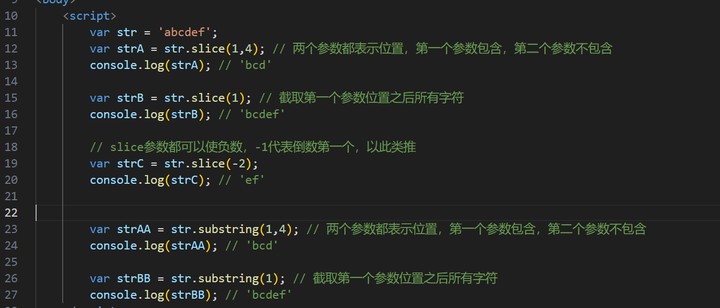 9 <body>
10 <script>
11 var str = 'abcdef';
12 var strA = str.slice(1,4); // 两个参数都表示位置，第一个参数包含，第二个参数不包含
13 console.log(strA); // 'bcd'
14
15 var strB = str.slice(1); // 截取第一个参数位置之后所有字符
16 console.log(strB); // 'bcdef'
17
18 // slice参数都可以使负数，-1代表倒数第一个，以此类推
19 var strC = str.slice(-2);
20 console.log(strC); // 'ef'
21
22
23 var strAA = str.substring(1,4); // 两个参数都表示位置，第一个参数包含，第二个参数不包含
24 console.log(strAA); // 'bcd'
25
26 var strBB = str.substring(1); // 截取第一个参数位置之后所有字符
27 console.log(strBB); // 'bcdef'